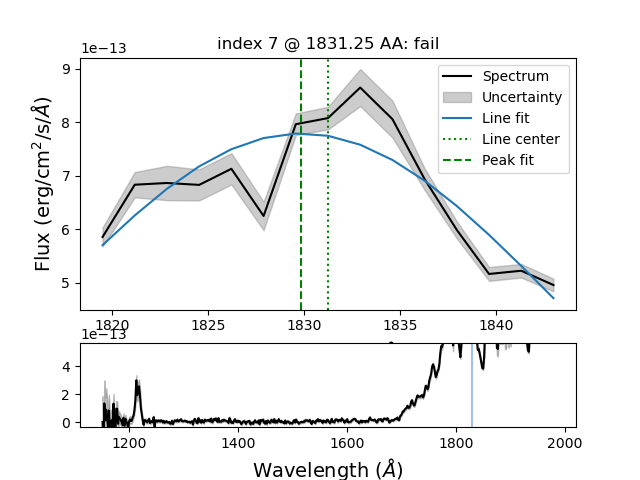 index 7 @ 1831.25 AA: fail
1e−13
9
8
7
6
5
Flux (erg/cm²/s/Å)
Spectrum
Uncertainty
Line fit
Line center
Peak fit
1820 1825 1830 1835 1840
1e−13
4
2
0
1200 1400 1600 1800 2000
Wavelength (Å)